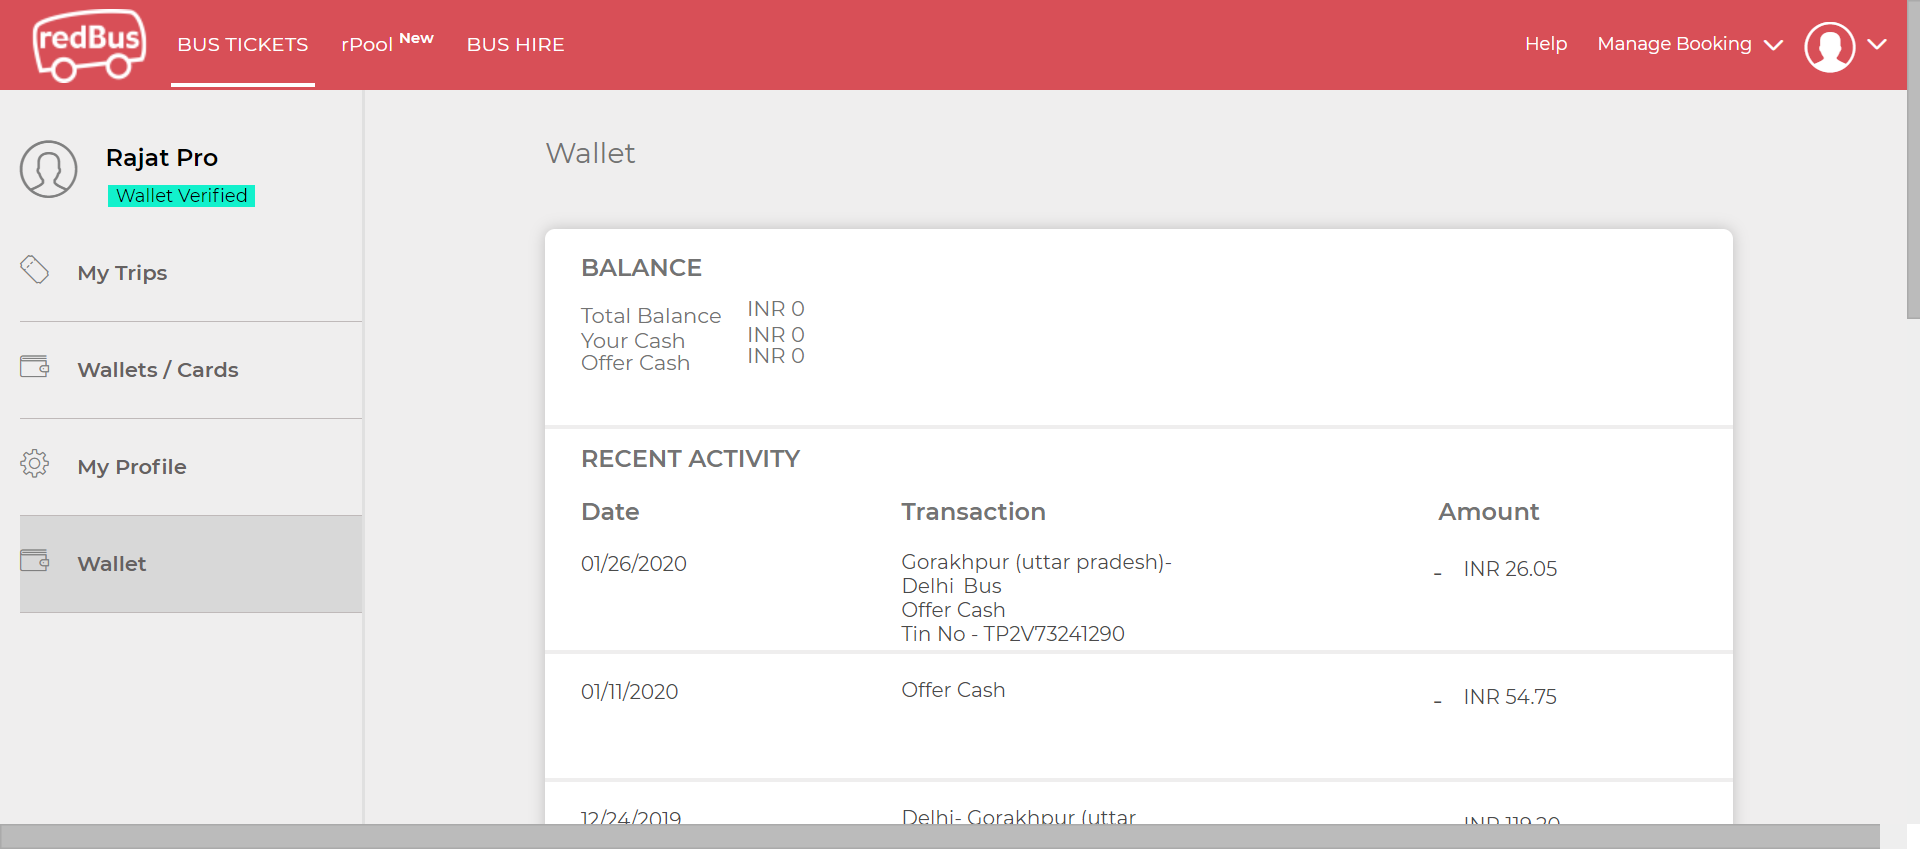 redBus
BUS TICKETS
rPool New
BUS HIRE
Help
Manage Booking
Rajat Pro
Wallet Verified
My Trips
Wallets / Cards
My Profile
Wallet
Wallet
BALANCE
Total Balance INR 0
Your Cash INR 0
Offer Cash INR 0
RECENT ACTIVITY
Date Transaction Amount
01/26/2020 Gorakhpur (uttar pradesh)- - INR 26.05
Delhi Bus
Offer Cash
Tin No - TP2V73241290
01/11/2020 Offer Cash - INR 54.75
12/24/2019 Delhi- Gorakhpur (uttar INR 119.20